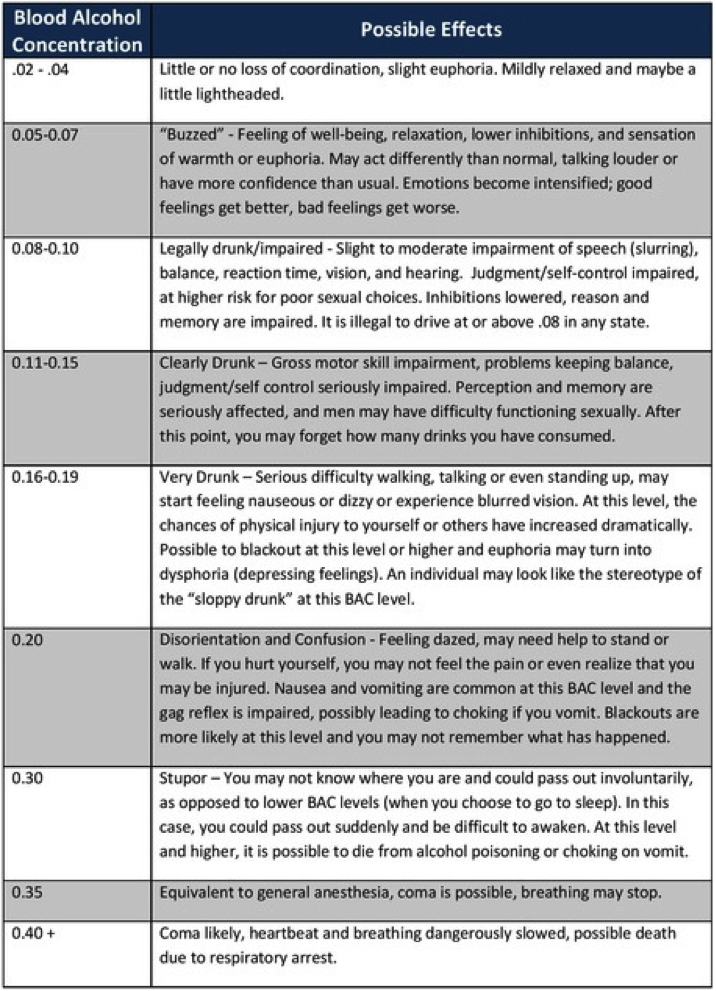 Blood Alcohol
Concentration
Possible Effects
.02 - .04
Little or no loss of coordination, slight euphoria. Mildly relaxed and maybe a
little lightheaded.
0.05-0.07
“Buzzed” - Feeling of well-being, relaxation, lower inhibitions, and sensation
of warmth or euphoria. May act differently than normal, talking louder or
have more confidence than usual. Emotions become intensified; good
feelings get better, bad feelings get worse.
0.08-0.10
Legally drunk/impaired - Slight to moderate impairment of speech (slurring),
balance, reaction time, vision, and hearing.  Judgment/self-control impaired,
at higher risk for poor sexual choices. Inhibitions lowered, reason and
memory are impaired. It is illegal to drive at or above .08 in any state.
0.11-0.15
Clearly Drunk – Gross motor skill impairment, problems keeping balance,
judgment/self control seriously impaired. Perception and memory are
seriously affected, and men may have difficulty functioning sexually. After
this point, you may forget how many drinks you have consumed.
0.16-0.19
Very Drunk – Serious difficulty walking, talking or even standing up, may
start feeling nauseous or dizzy or experience blurred vision. At this level, the
chances of physical injury to yourself or others have increased dramatically.
Possible to blackout at this level or higher and euphoria may turn into
dysphoria (depressing feelings). An individual may look like the stereotype of
the “sloppy drunk” at this BAC level.
0.20
Disorientation and Confusion - Feeling dazed, may need help to stand or
walk. If you hurt yourself, you may not feel the pain or even realize that you
may be injured. Nausea and vomiting are common at this BAC level and the
gag reflex is impaired, possibly leading to choking if you vomit. Blackouts are
more likely at this level and you may not remember what has happened.
0.30
Stupor – You may not know where you are and could pass out involuntarily,
as opposed to lower BAC levels (when you choose to go to sleep). In this
case, you could pass out suddenly and be difficult to awaken. At this level
and higher, it is possible to die from alcohol poisoning or choking on vomit.
0.35
Equivalent to general anesthesia, coma is possible, breathing may stop.
0.40 +
Coma likely, heartbeat and breathing dangerously slowed, possible death
due to respiratory arrest.